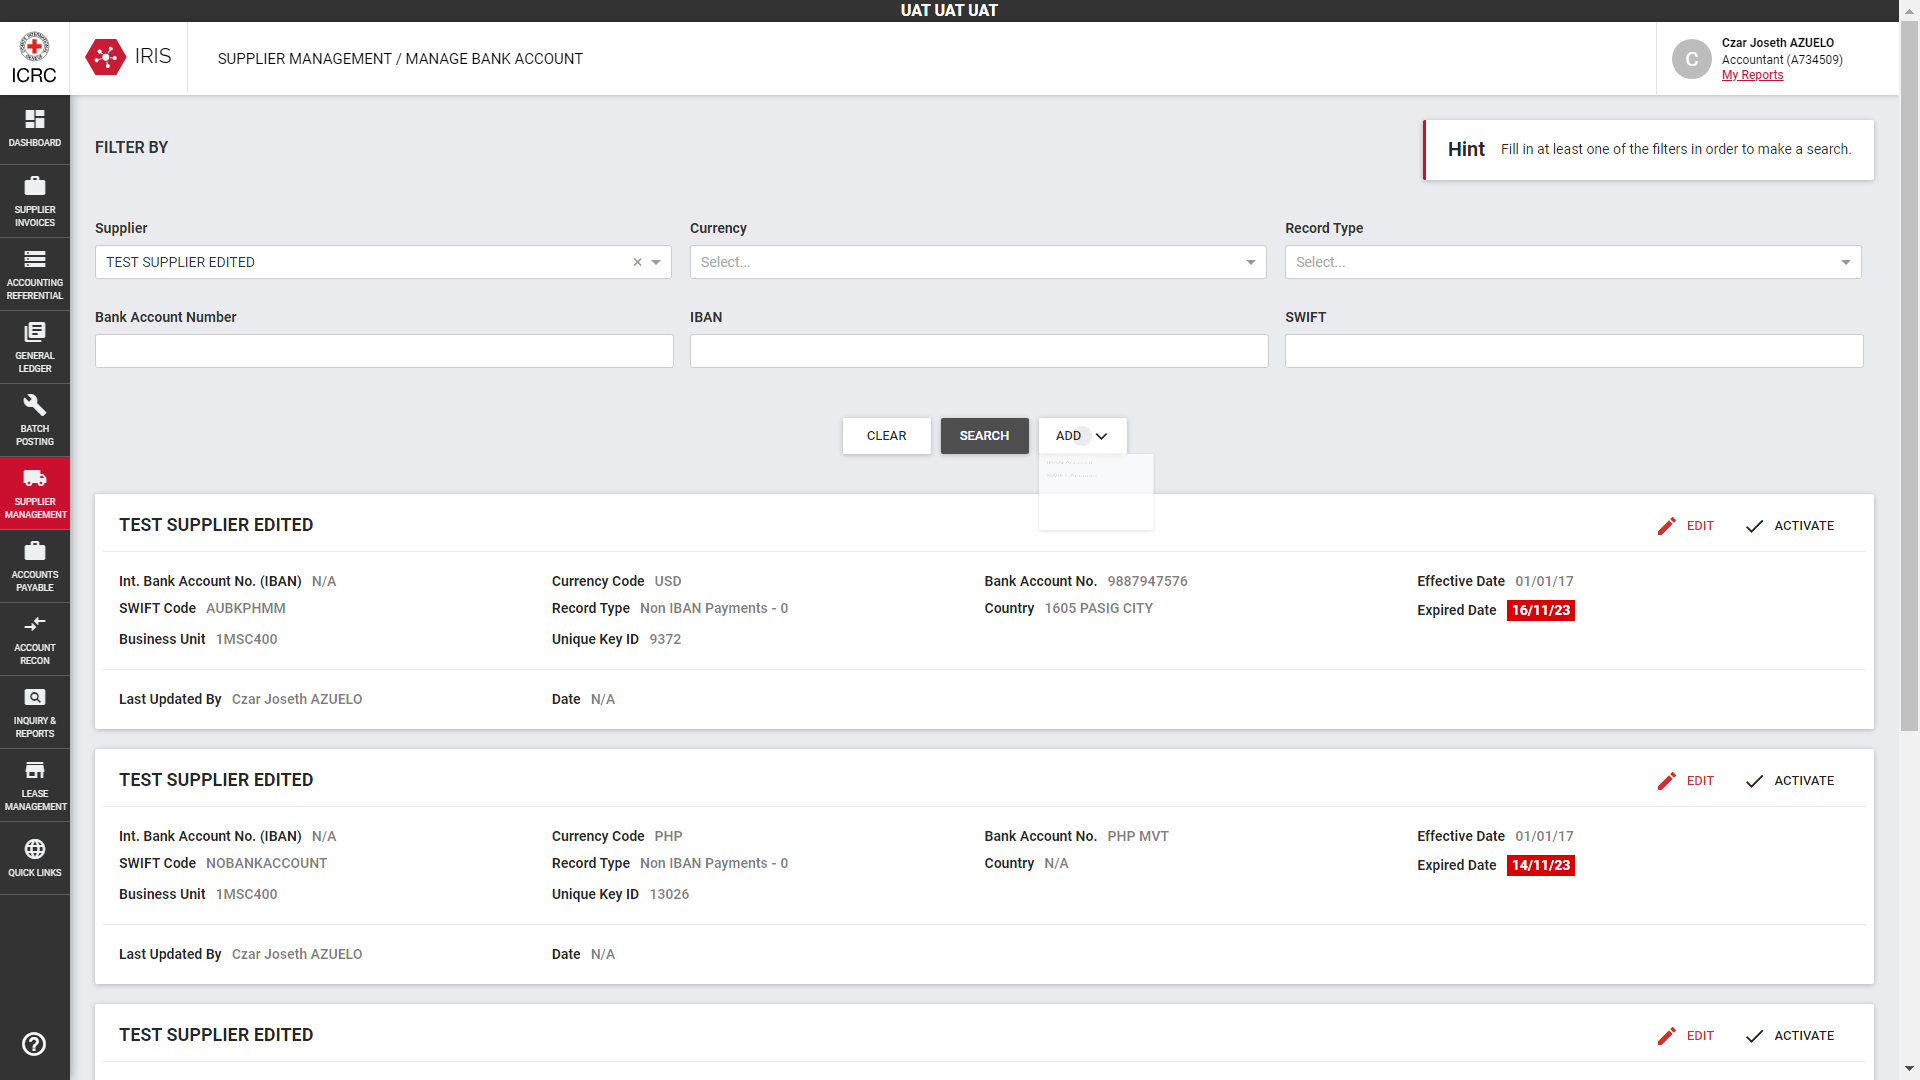 UAT UAT UAT
ICRC
IRIS
SUPPLIER MANAGEMENT / MANAGE BANK ACCOUNT
C
Czar Joseth AZUELO
Accountant (A734509)
My Reports
DASHBOARD
SUPPLIER
INVOICES
ACCOUNTING
REFERENTIAL
GENERAL
LEDGER
BATCH
POSTING
SUPPLIER
MANAGEMENT
ACCOUNTS
PAYABLE
ACCOUNT
RECON
INQUIRY &
REPORTS
LEASE
MANAGEMENT
QUICK LINKS
FILTER BY
Hint Fill in at least one of the filters in order to make a search.
Supplier Currency Record Type
TEST SUPPLIER EDITED Select... Select...
Bank Account Number IBAN SWIFT
CLEAR SEARCH ADD
TEST SUPPLIER EDITED EDIT ACTIVATE
Int. Bank Account No. (IBAN) N/A Currency Code USD Bank Account No. 9887947576 Effective Date 01/01/17
SWIFT Code AUBKPHMM Record Type Non IBAN Payments - 0 Country 1605 PASIG CITY Expired Date 16/11/23
Business Unit 1MSC400 Unique Key ID 9372
Last Updated By Czar Joseth AZUELO Date N/A
TEST SUPPLIER EDITED EDIT ACTIVATE
Int. Bank Account No. (IBAN) N/A Currency Code PHP Bank Account No. PHP MVT Effective Date 01/01/17
SWIFT Code NOBANKACCOUNT Record Type Non IBAN Payments - 0 Country N/A Expired Date 14/11/23
Business Unit 1MSC400 Unique Key ID 13026
Last Updated By Czar Joseth AZUELO Date N/A
TEST SUPPLIER EDITED EDIT ACTIVATE